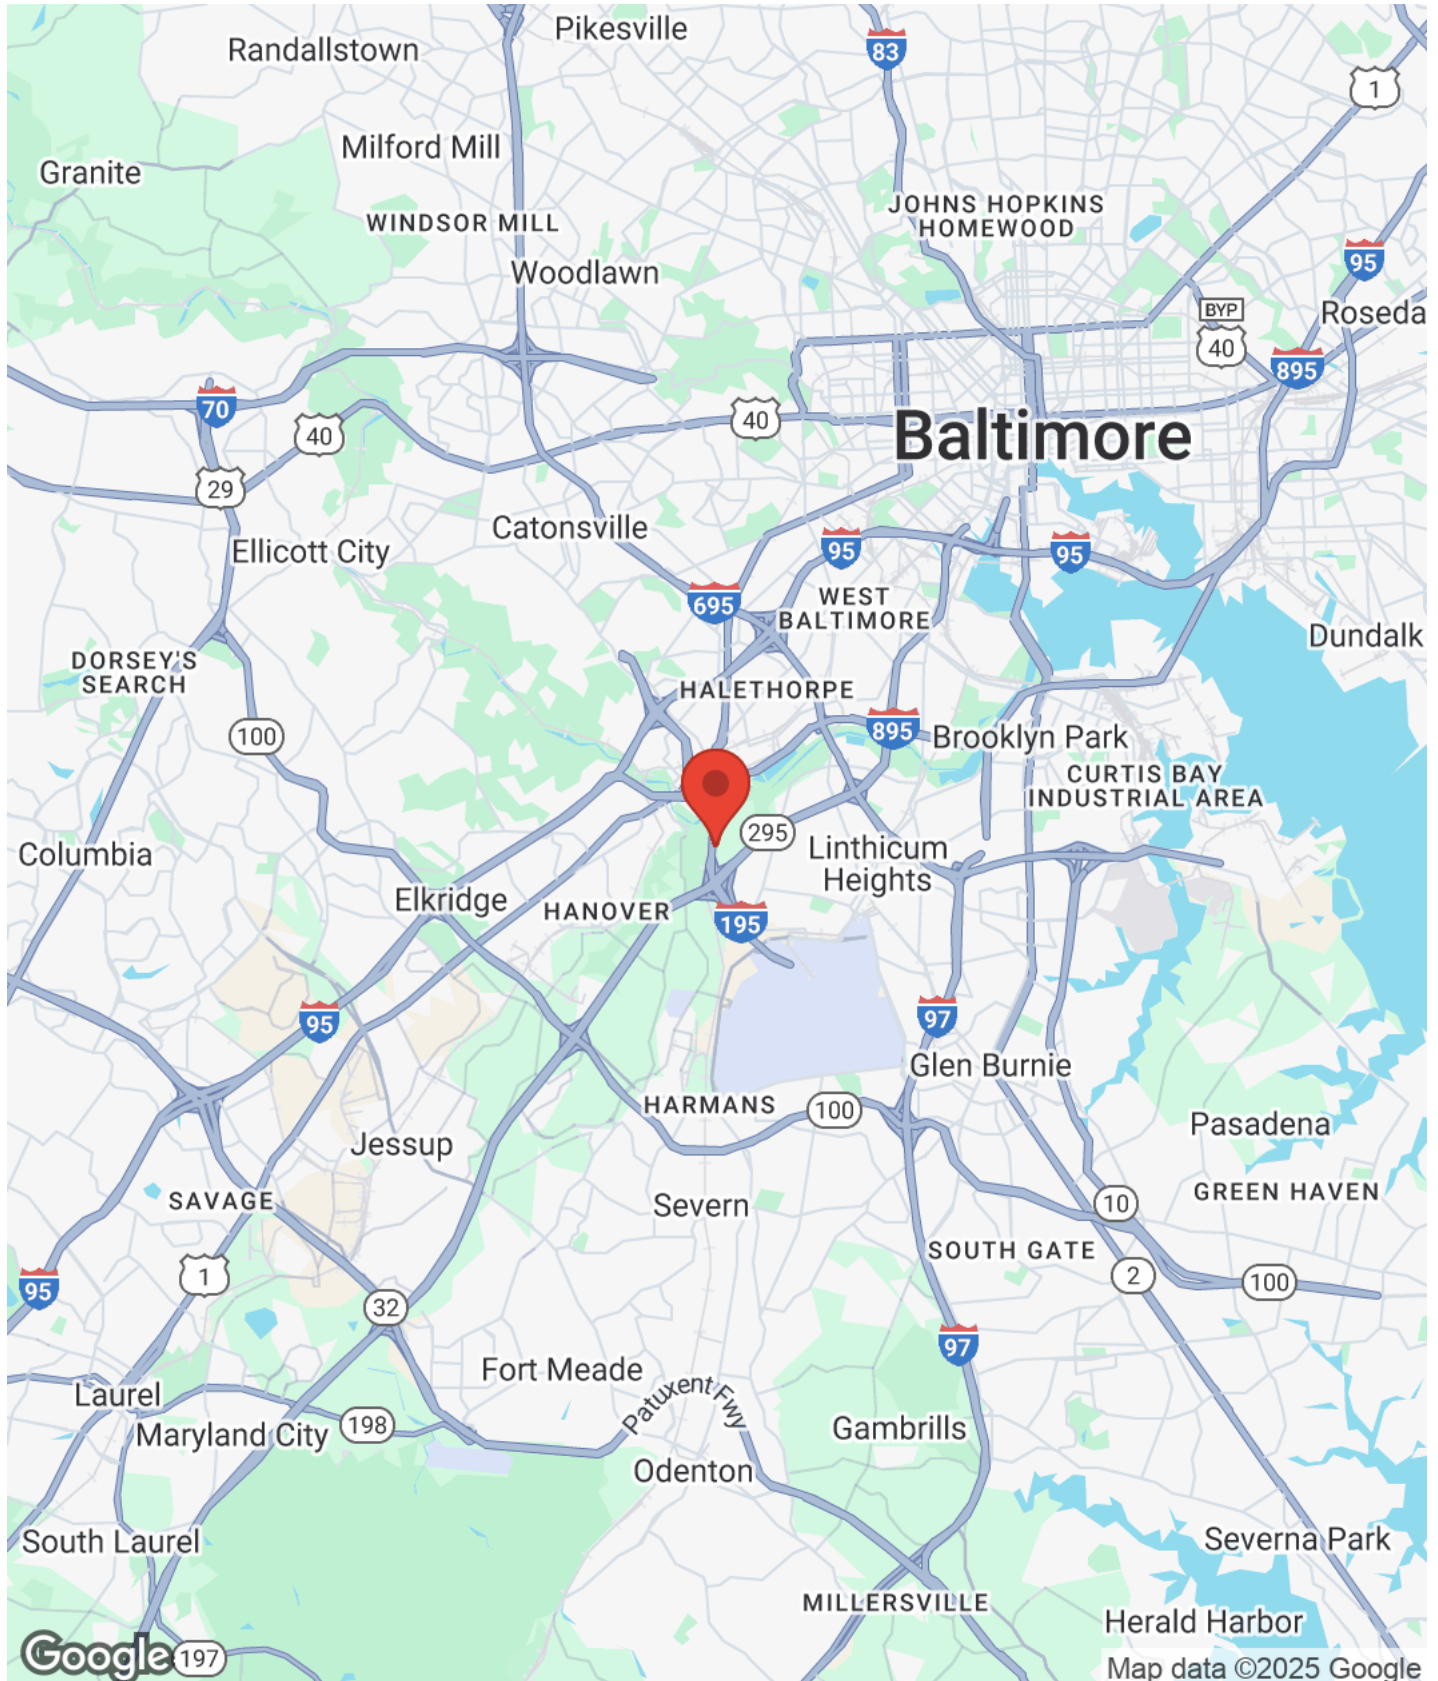 Pikesville
Randallstown
83
1
Milford Mill
Granite
JOHNS HOPKINS
HOMEWOOD
WINDSOR MILL
95
Woodlawn
BYP
40
Roseda
895
70
40
40
Baltimore
29
Catonsville
95
95
Ellicott City
695
WEST
BALTIMORE
Dundalk
DORSEY'S
SEARCH
HALETHORPE
100
895
Brooklyn Park
CURTIS BAY
INDUSTRIAL AREA
295
Columbia
Linthicum
Heights
Elkridge
HANOVER
195
95
97
Glen Burnie
HARMANS
100
Pasadena
Jessup
SAVAGE
Severn
10
GREEN HAVEN
SOUTH GATE
1
2
100
95
32
97
Fort Meade
Patuxent Fwy
Laurel
Maryland City
198
Gambrills
Odenton
South Laurel
Severna Park
MILLERSVILLE
Herald Harbor
Google
197
Map data ©2025 Google